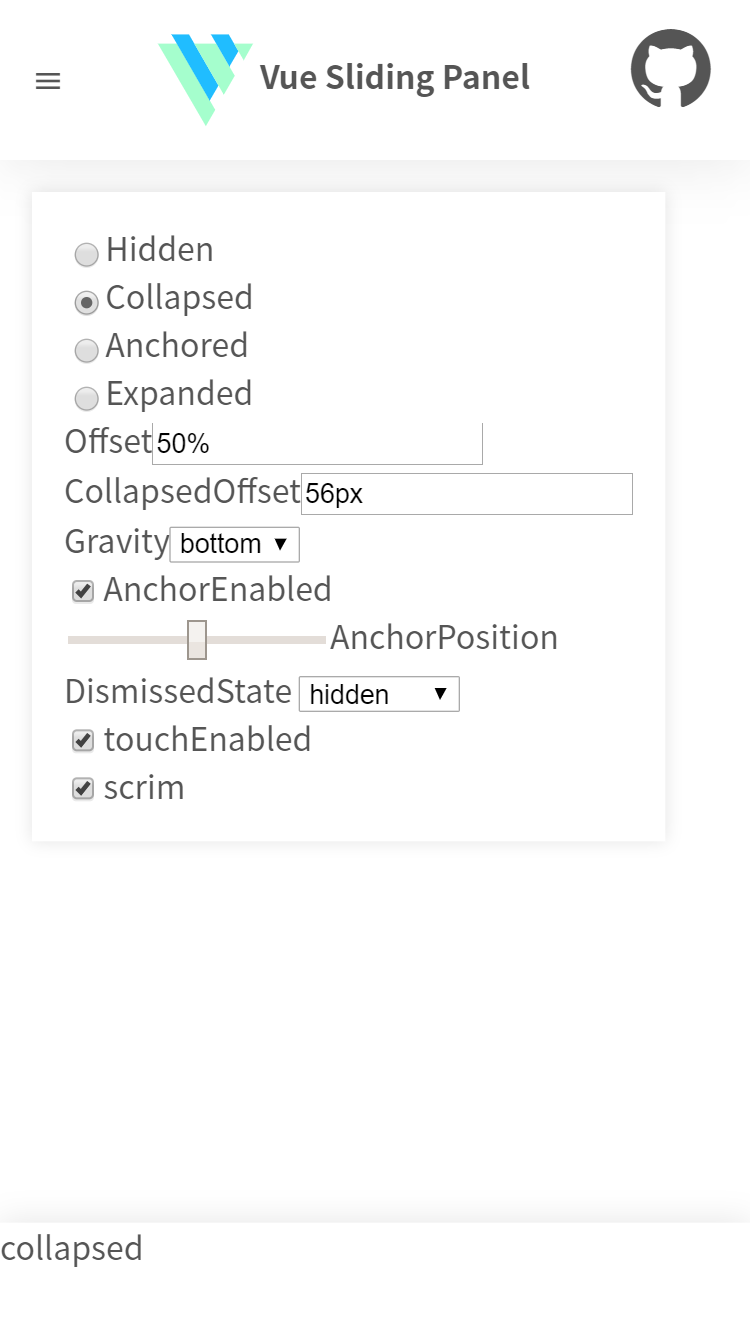 Vue Sliding Panel
Hidden
Collapsed
Anchored
Expanded
Offset 50%
CollapsedOffset 56px
Gravity bottom
AnchorEnabled
AnchorPosition
DismissedState hidden
touchEnabled
scrim
collapsed